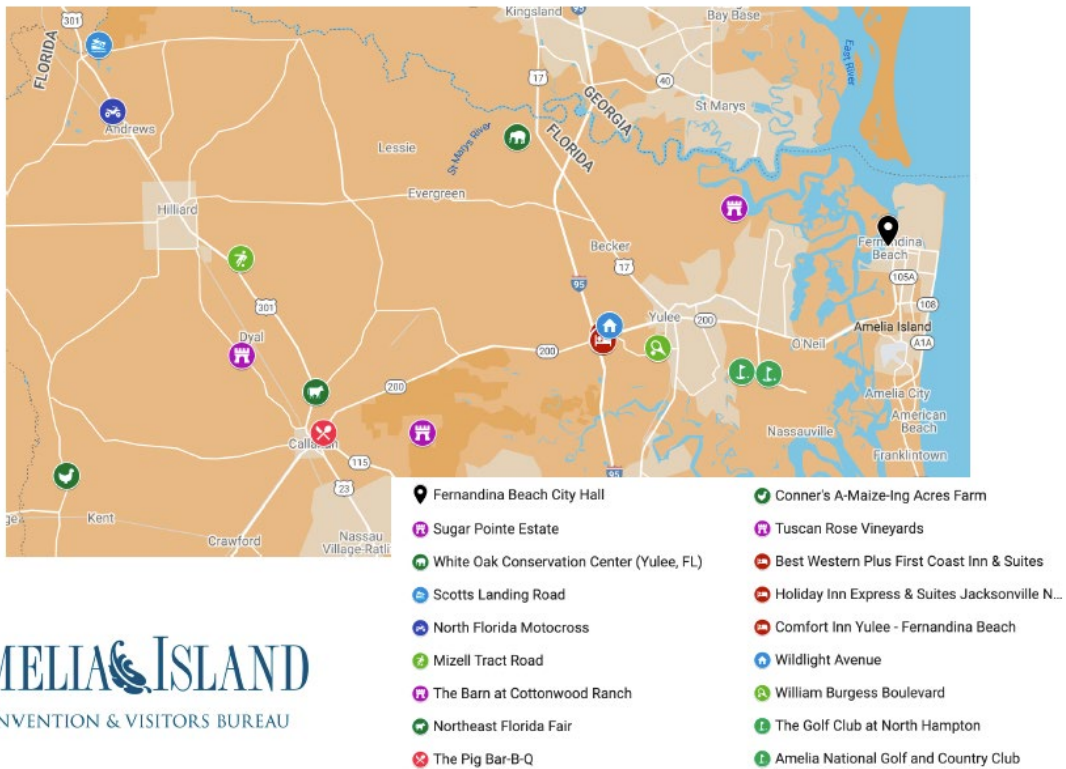 Kingsland
95
Bay Base
301
FLORIDA
17
40
East River
GEORGIA
St Marys
Andrews
FLORIDA
Lessie
St Marys River
Evergreen
Hilliard
Becker
Fernandina
Beach
17
95
105A
301
108
Yulee
200
Amelia Island
Dyal
200
O'Neil
A1A
200
Amelia City
American
Beach
Nassauville
Franklintown
115
95
23
Kent
Crawford
Nassau
Fernandina Beach City Hall
Sugar Pointe Estate
White Oak Conservation Center (Yulee, FL)
Scotts Landing Road
North Florida Motocross
Mizell Tract Road
The Barn at Cottonwood Ranch
Northeast Florida Fair
The Pig Bar-B-Q
Conner's A-Maize-Ing Acres Farm
Tuscan Rose Vineyards
Best Western Plus First Coast Inn & Suites
Holiday Inn Express & Suites Jacksonville N...
Comfort Inn Yulee - Fernandina Beach
Wildlight Avenue
William Burgess Boulevard
The Golf Club at North Hampton
Amelia National Golf and Country Club
MELIA ISLAND
NVENTION & VISITORS BUREAU